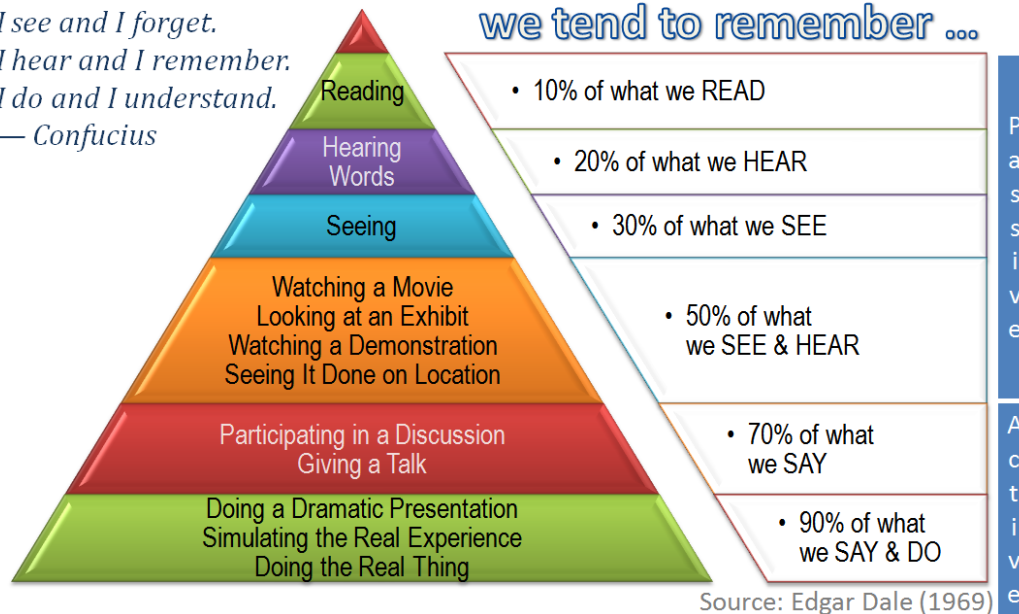 I see and I forget.
I hear and I remember.
I do and I understand.
— Confucius
we tend to remember ...
Reading
• 10% of what we READ
Hearing
Words
• 20% of what we HEAR
Seeing
• 30% of what we SEE
Watching a Movie
Looking at an Exhibit
Watching a Demonstration
Seeing It Done on Location
• 50% of what
we SEE & HEAR
Participating in a Discussion
Giving a Talk
• 70% of what
we SAY
Doing a Dramatic Presentation
Simulating the Real Experience
Doing the Real Thing
• 90% of what
we SAY & DO
Passive
Active
Source: Edgar Dale (1969)